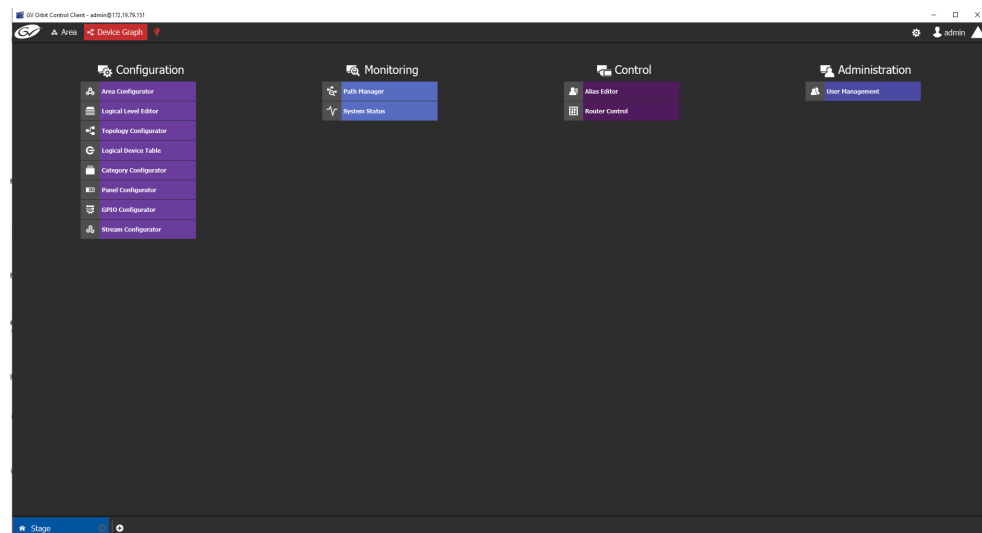 GV Orbit Control Client - admin@172.19.79.151
GV Area Device Graph admin
Configuration Monitoring Control Administration
Area Configurator Path Manager Alias Editor User Management
Logical Level Editor System Status Router Control
Topology Configurator
Logical Device Table
Category Configurator
Panel Configurator
GPIO Configurator
Stream Configurator
Stage